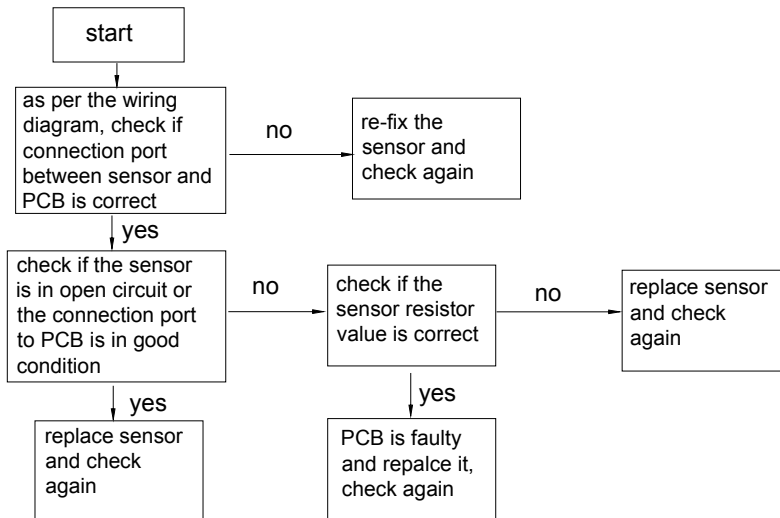 start
as per the wiring
diagram, check if
connection port
between sensor and
PCB is correct
no
re-fix the
sensor and
check again
yes
check if the sensor
is in open circuit or
the connection port
to PCB is in good
condition
no
check if the
sensor resistor
value is correct
no
replace sensor
and check
again
yes
replace sensor
and check
again
yes
PCB is faulty
and repalce it,
check again